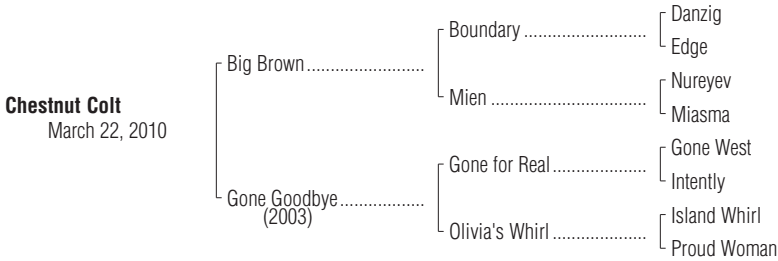 Chestnut Colt
March 22, 2010
Big Brown ........................
Gone Goodbye .................
(2003)
Boundary ..........................
Mien .................................
Gone for Real ....................
Olivia's Whirl ....................
Danzig
Edge
Nureyev
Miasma
Gone West
Intently
Island Whirl
Proud Woman